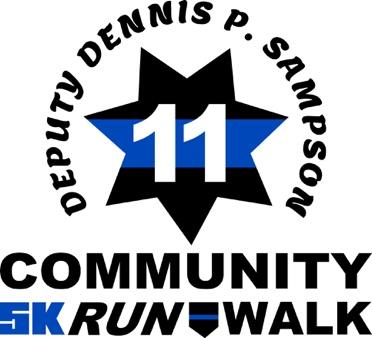 DEPUTY DENNIS P. SAMPSON
11
COMMUNITY
5K RUN WALK